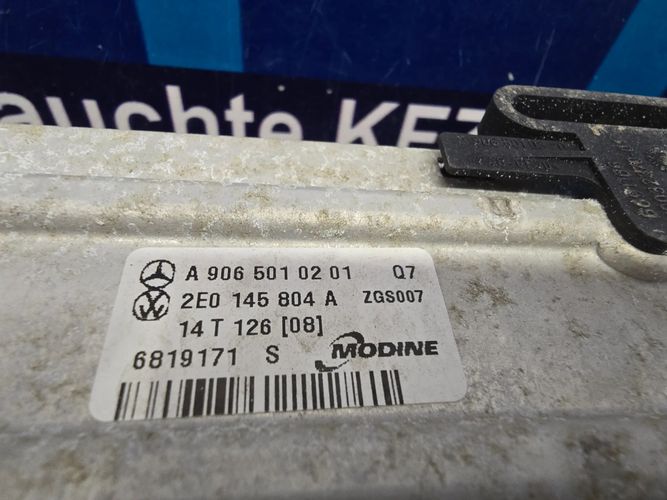 auchte KFZ
A 906 501 02 01 Q7
2E0 145 804 A ZGS007
14 T 126 [08]
6819171 S MODINE